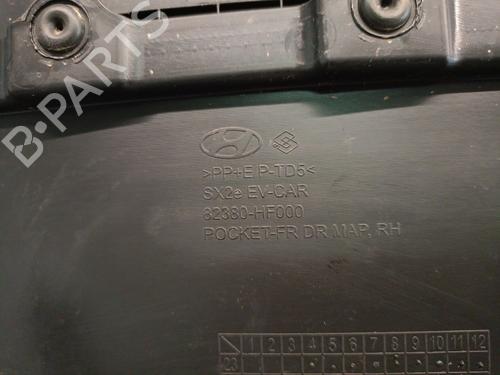 B-PARTS
>PP+E P-TD5<
SX2e EV-CAR
82380-HF000
POCKET-FR DR MAP, RH
1 2 3 4 5 6 7 8 9 10 11 12
23